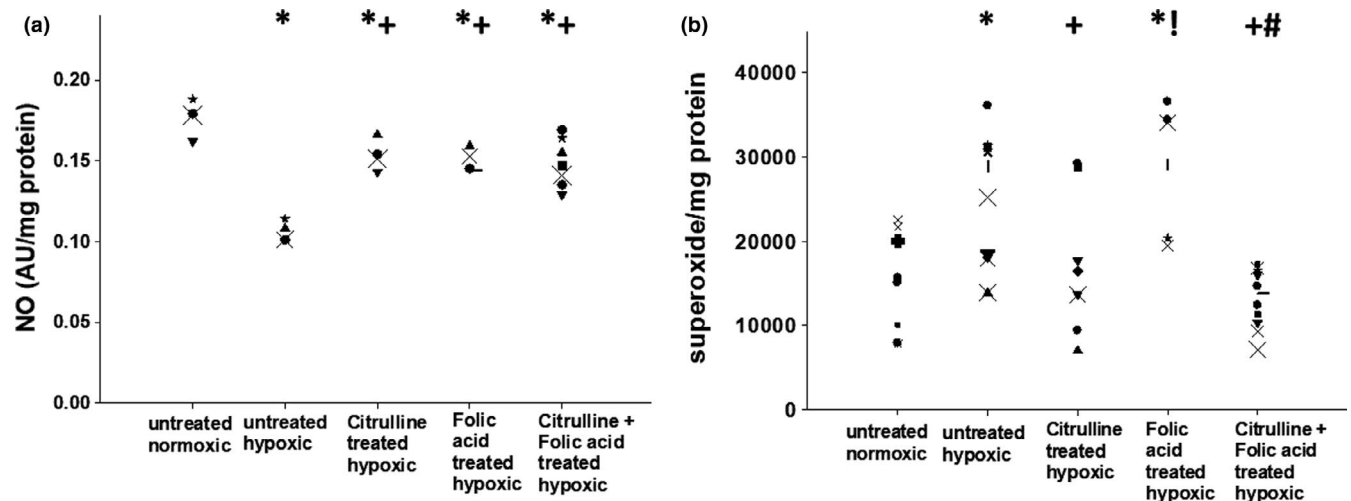 (a)
* *+ *+ *+
NO (AU/mg protein)
0.20
0.15
0.10
0.05
0.00
untreated
normoxic
untreated
hypoxic
Citrulline
treated
hypoxic
Folic
acid
treated
hypoxic
Citrulline +
Folic acid
treated
hypoxic
(b)
* + *! +#
superoxide/mg protein
40000
30000
20000
10000
0
untreated
normoxic
untreated
hypoxic
Citrulline
treated
hypoxic
Folic
acid
treated
hypoxic
Citrulline +
Folic acid
treated
hypoxic